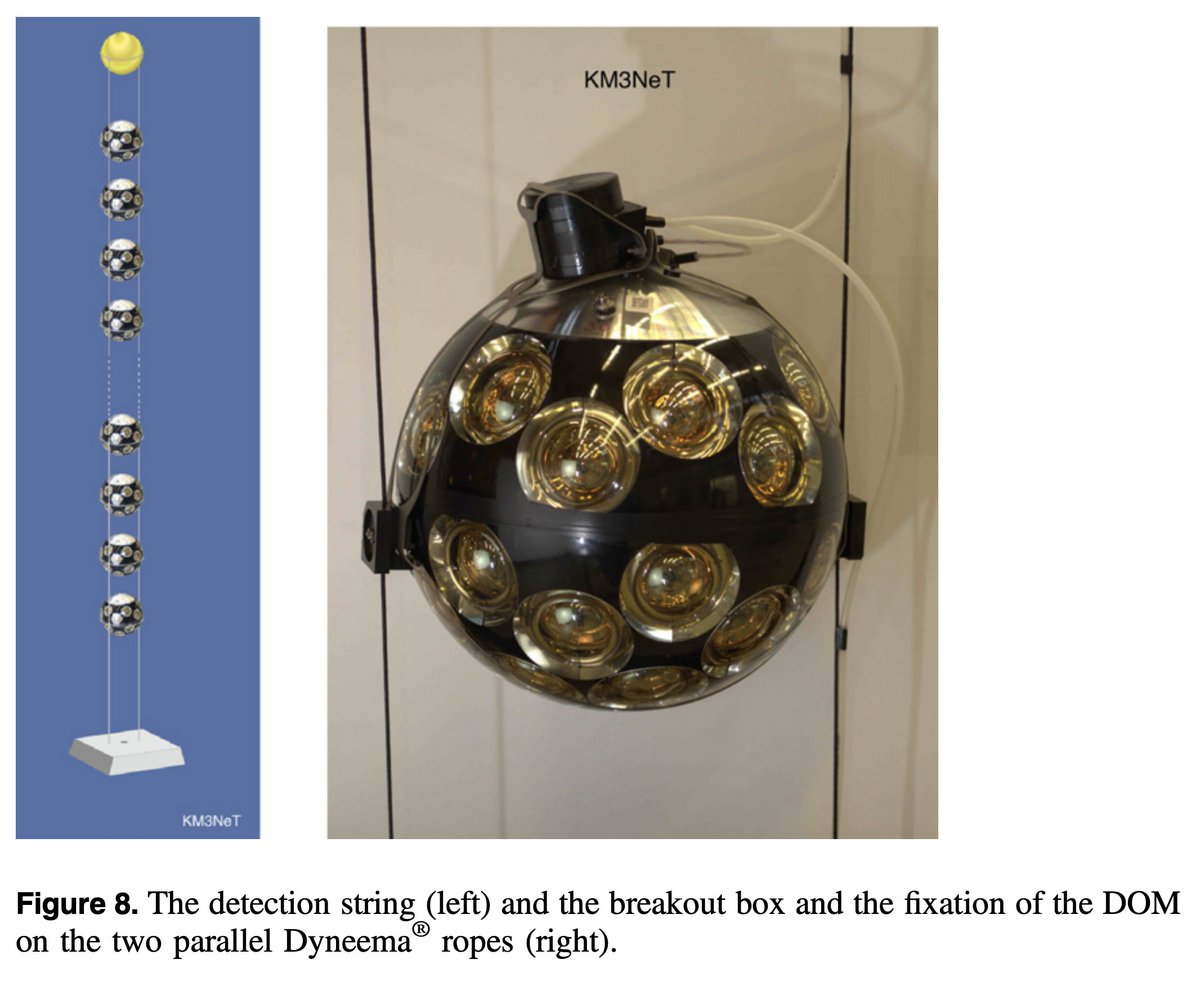 KM3NeT
KM3NeT
Figure 8. The detection string (left) and the breakout box and the fixation of the DOM
on the two parallel Dyneema® ropes (right).